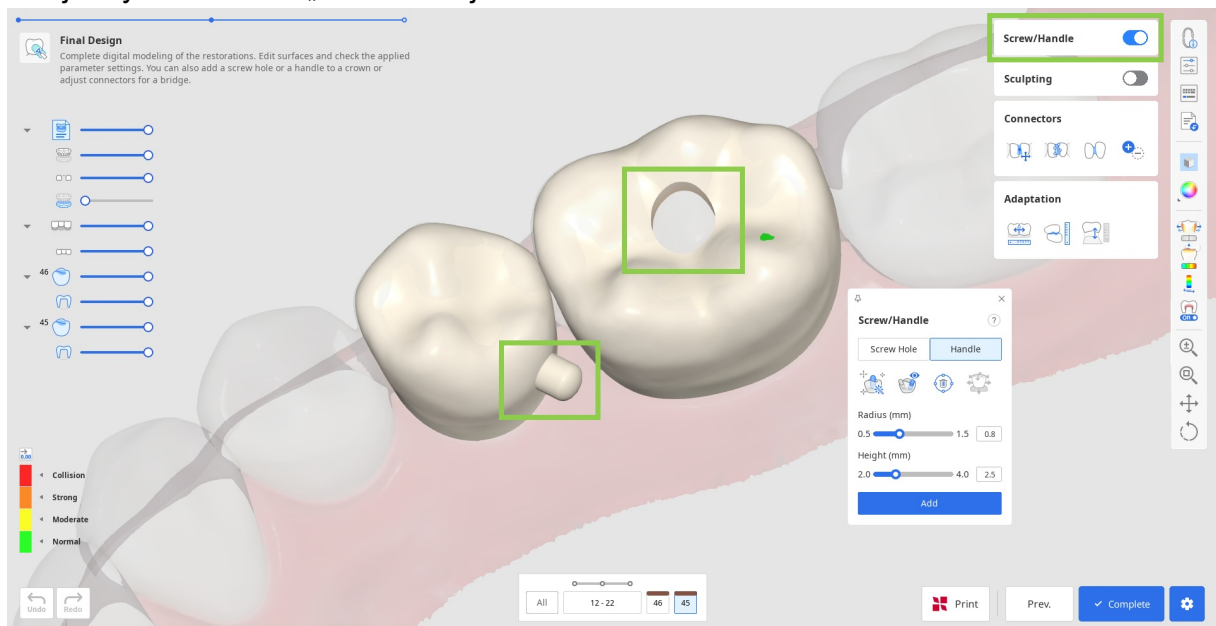 Final Design
Complete digital modeling of the restorations. Edit surfaces and check the applied
parameter settings. You can also add a screw hole or a handle to a crown or
adjust connectors for a bridge.
46
45
0.00
Collision
Strong
Moderate
Normal
Undo
Redo
All
12 - 22
46
45
Screw/Handle
Sculpting
Connectors
Adaptation
Screw/Handle
?
Screw Hole
Handle
Radius (mm)
0.5
1.5
0.8
Height (mm)
2.0
4.0
2.5
Add
ON
Print
Prev.
Complete